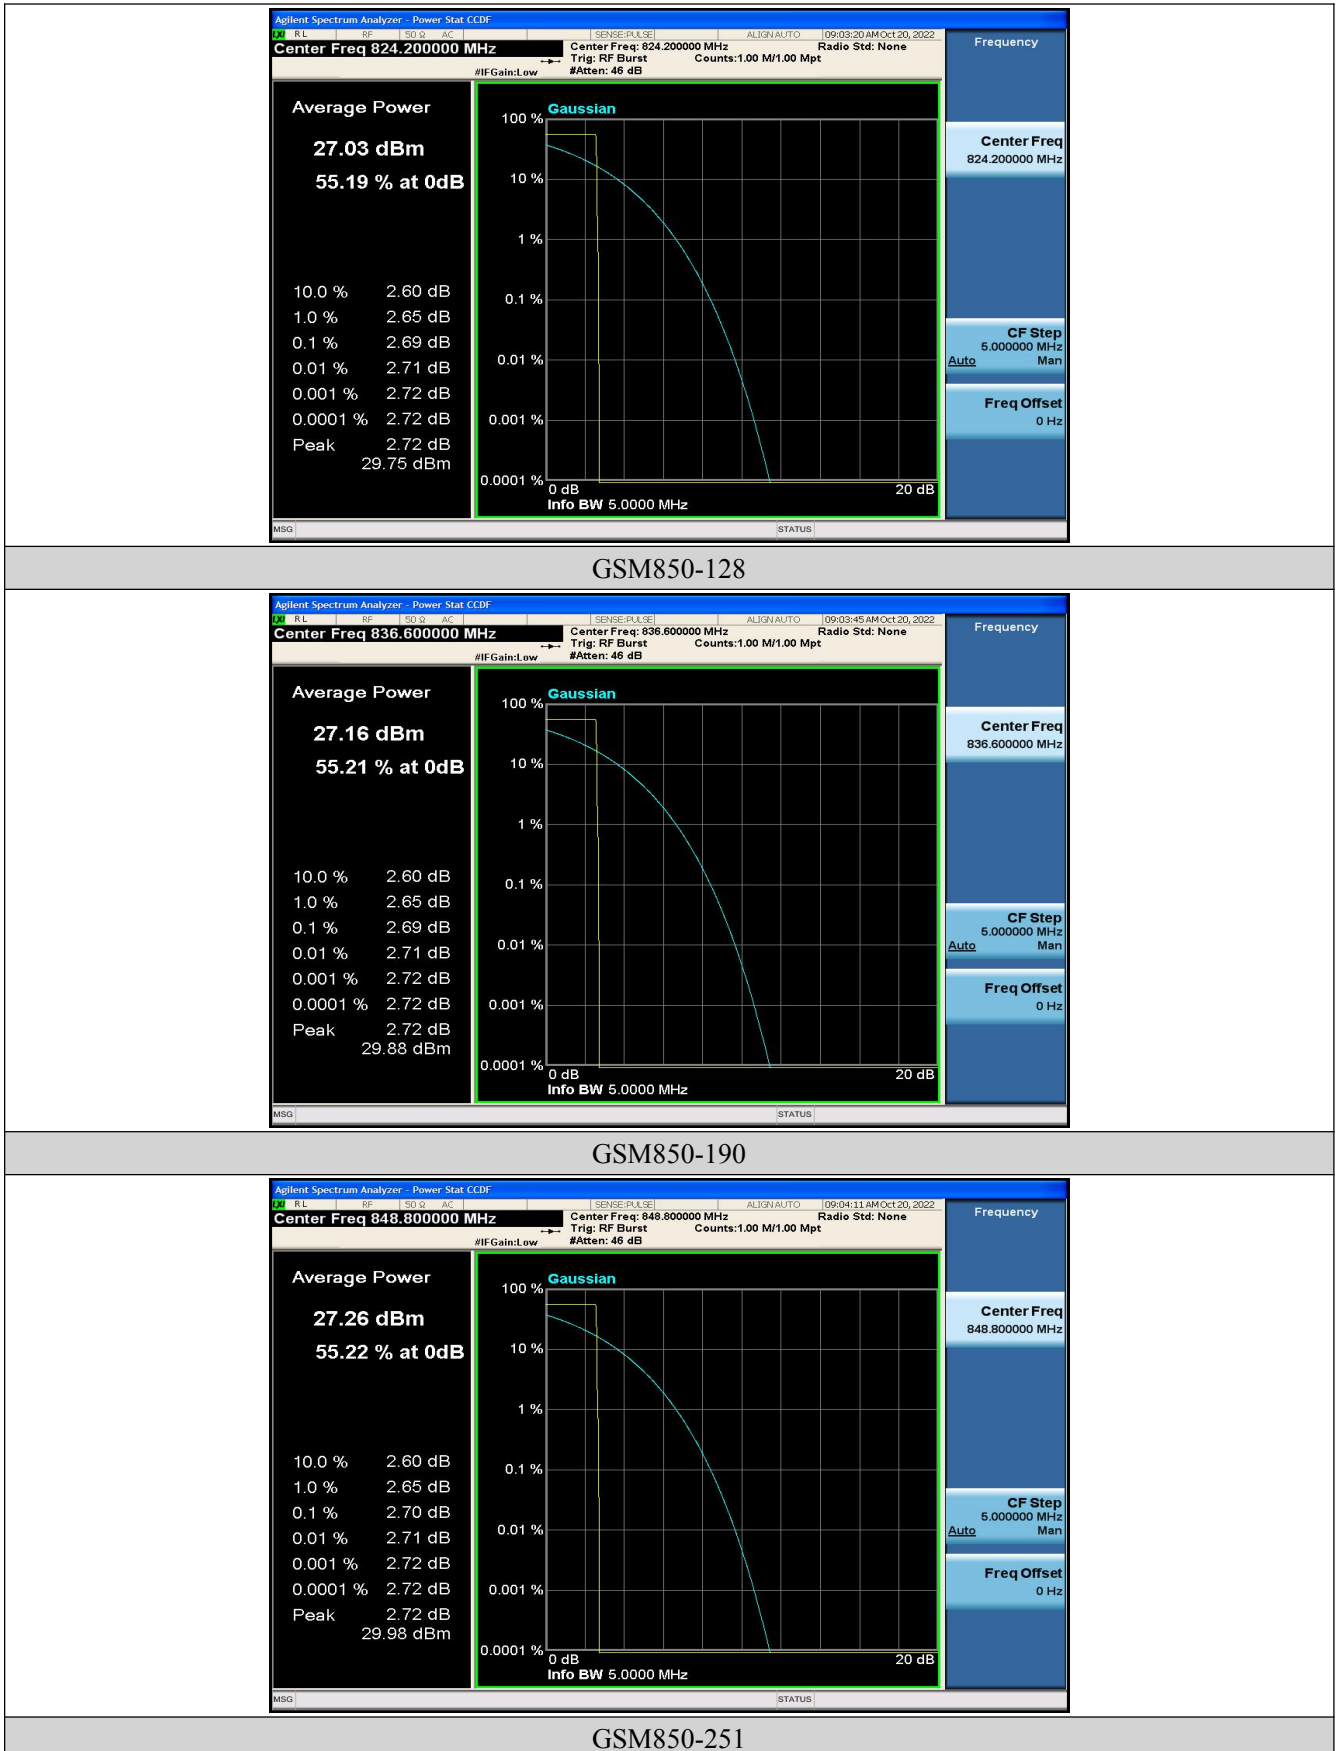 Agilent Spectrum Analyzer - Power Stat CCDF
LXI RL RF 50 Ω AC SENSE:PULSE ALIGN AUTO 09:03:20 AM Oct 20, 2022
Center Freq 824.200000 MHz
Center Freq: 824.200000 MHz Radio Std: None
Trig: RF Burst Counts:1.00 M/1.00 Mpt
#IFGain:Low #Atten: 46 dB
Frequency
Average Power
27.03 dBm
55.19 % at 0dB
10.0 % 2.60 dB
1.0 % 2.65 dB
0.1 % 2.69 dB
0.01 % 2.71 dB
0.001 % 2.72 dB
0.0001 % 2.72 dB
Peak 2.72 dB
29.75 dBm
Gaussian
100 %
10 %
1 %
0.1 %
0.01 %
0.001 %
0.0001 %
0 dB 20 dB
Info BW 5.0000 MHz
Center Freq
824.200000 MHz
CF Step
5.000000 MHz
Auto Man
Freq Offset
0 Hz
MSG STATUS
GSM850-128
Agilent Spectrum Analyzer - Power Stat CCDF
LXI RL RF 50 Ω AC SENSE:PULSE ALIGN AUTO 09:03:45 AM Oct 20, 2022
Center Freq 836.600000 MHz
Center Freq: 836.600000 MHz Radio Std: None
Trig: RF Burst Counts:1.00 M/1.00 Mpt
#IFGain:Low #Atten: 46 dB
Frequency
Average Power
27.16 dBm
55.21 % at 0dB
10.0 % 2.60 dB
1.0 % 2.65 dB
0.1 % 2.69 dB
0.01 % 2.71 dB
0.001 % 2.72 dB
0.0001 % 2.72 dB
Peak 2.72 dB
29.88 dBm
Gaussian
100 %
10 %
1 %
0.1 %
0.01 %
0.001 %
0.0001 %
0 dB 20 dB
Info BW 5.0000 MHz
Center Freq
836.600000 MHz
CF Step
5.000000 MHz
Auto Man
Freq Offset
0 Hz
MSG STATUS
GSM850-190
Agilent Spectrum Analyzer - Power Stat CCDF
LXI RL RF 50 Ω AC SENSE:PULSE ALIGN AUTO 09:04:11 AM Oct 20, 2022
Center Freq 848.800000 MHz
Center Freq: 848.800000 MHz Radio Std: None
Trig: RF Burst Counts:1.00 M/1.00 Mpt
#IFGain:Low #Atten: 46 dB
Frequency
Average Power
27.26 dBm
55.22 % at 0dB
10.0 % 2.60 dB
1.0 % 2.65 dB
0.1 % 2.70 dB
0.01 % 2.71 dB
0.001 % 2.72 dB
0.0001 % 2.72 dB
Peak 2.72 dB
29.98 dBm
Gaussian
100 %
10 %
1 %
0.1 %
0.01 %
0.001 %
0.0001 %
0 dB 20 dB
Info BW 5.0000 MHz
Center Freq
848.800000 MHz
CF Step
5.000000 MHz
Auto Man
Freq Offset
0 Hz
MSG STATUS
GSM850-251